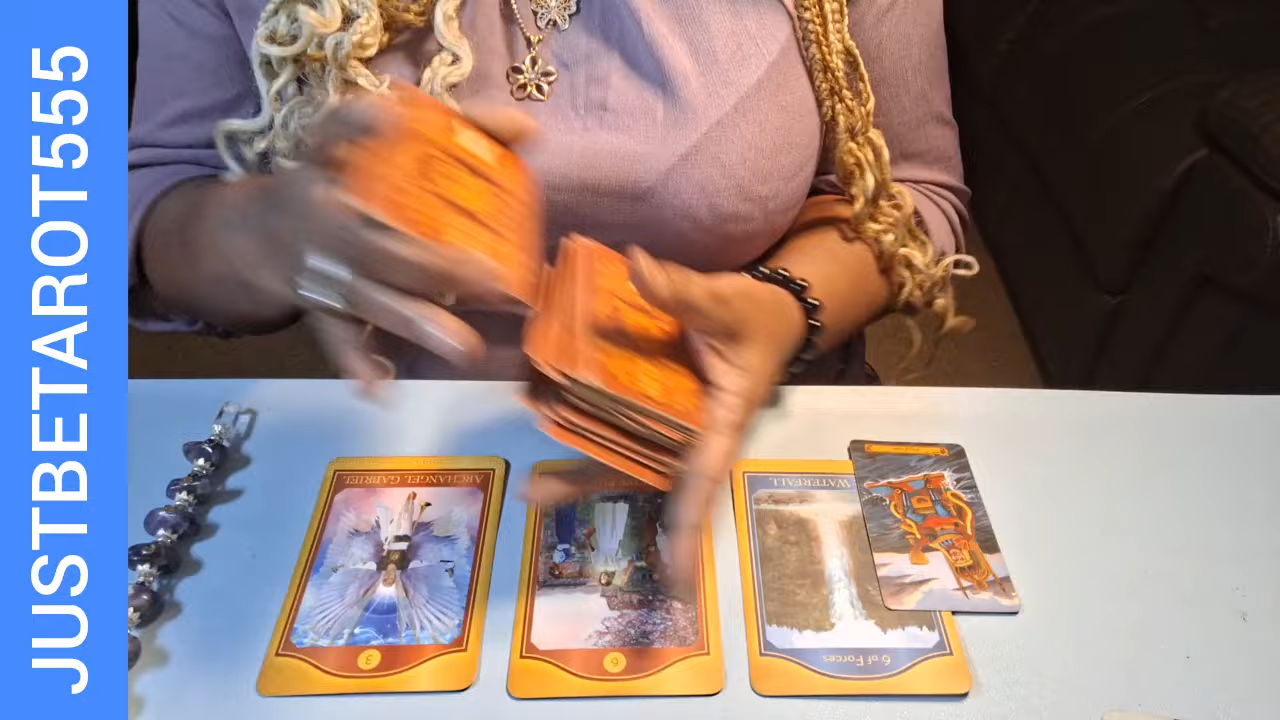 JUSTBETAROT555
ARCHANGEL GABRIEL
3
6
WATERFALL
6 of Forces